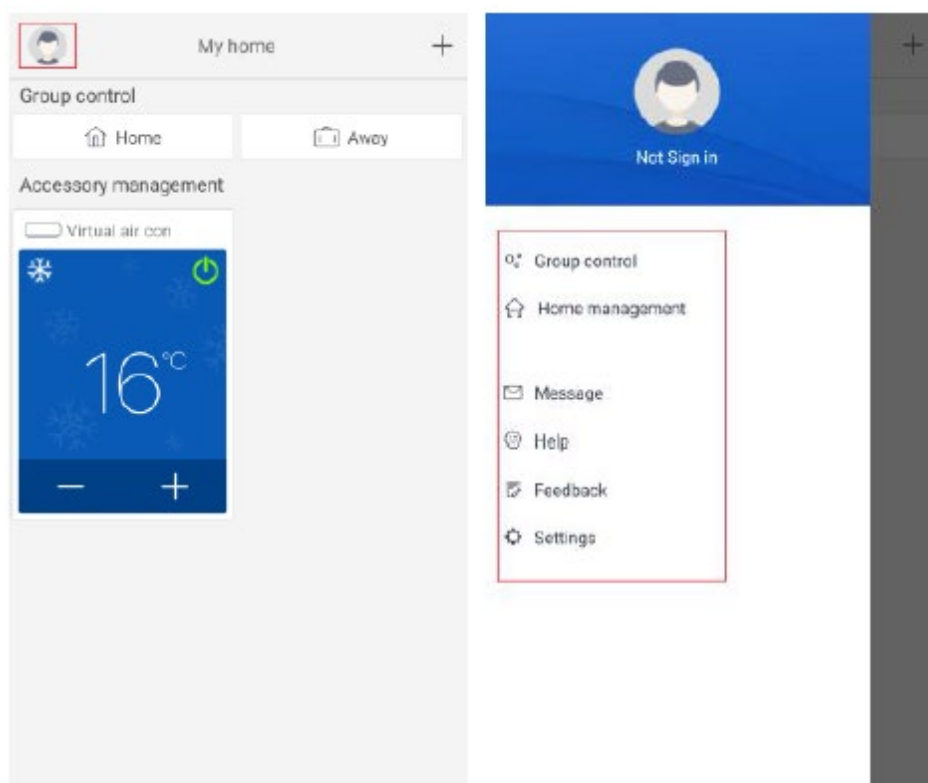 My home
Group control
Home
Away
Accessory management
Virtual air con
16°C
Not Sign in
Group control
Home management
Message
Help
Feedback
Settings